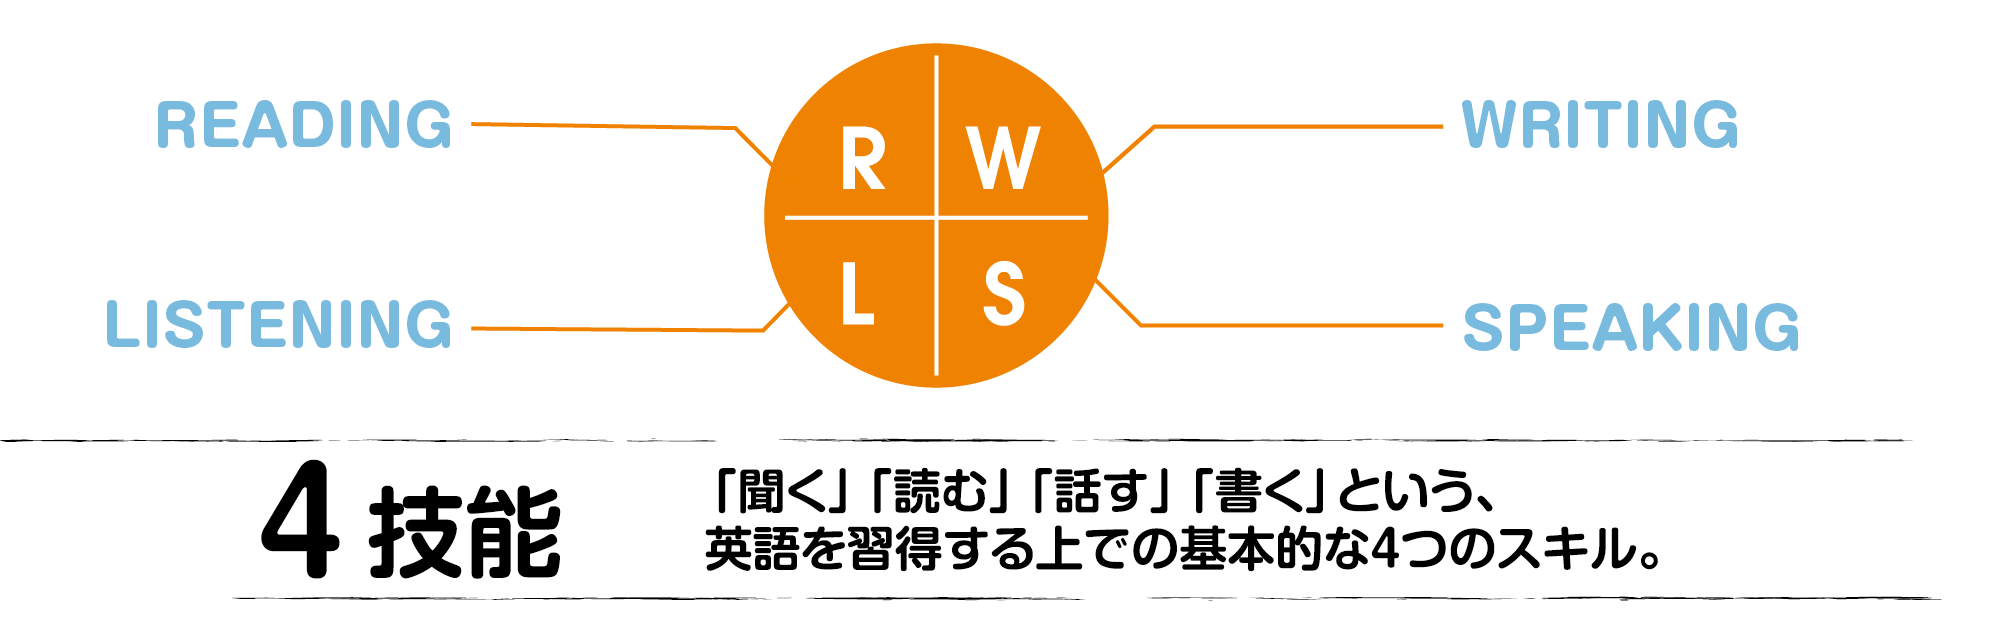 READING
R
W
WRITING
LISTENING
L
S
SPEAKING
4技能
「聞く」「読む」「話す」「書く」という、
英語を習得する上での基本的な4つのスキル。